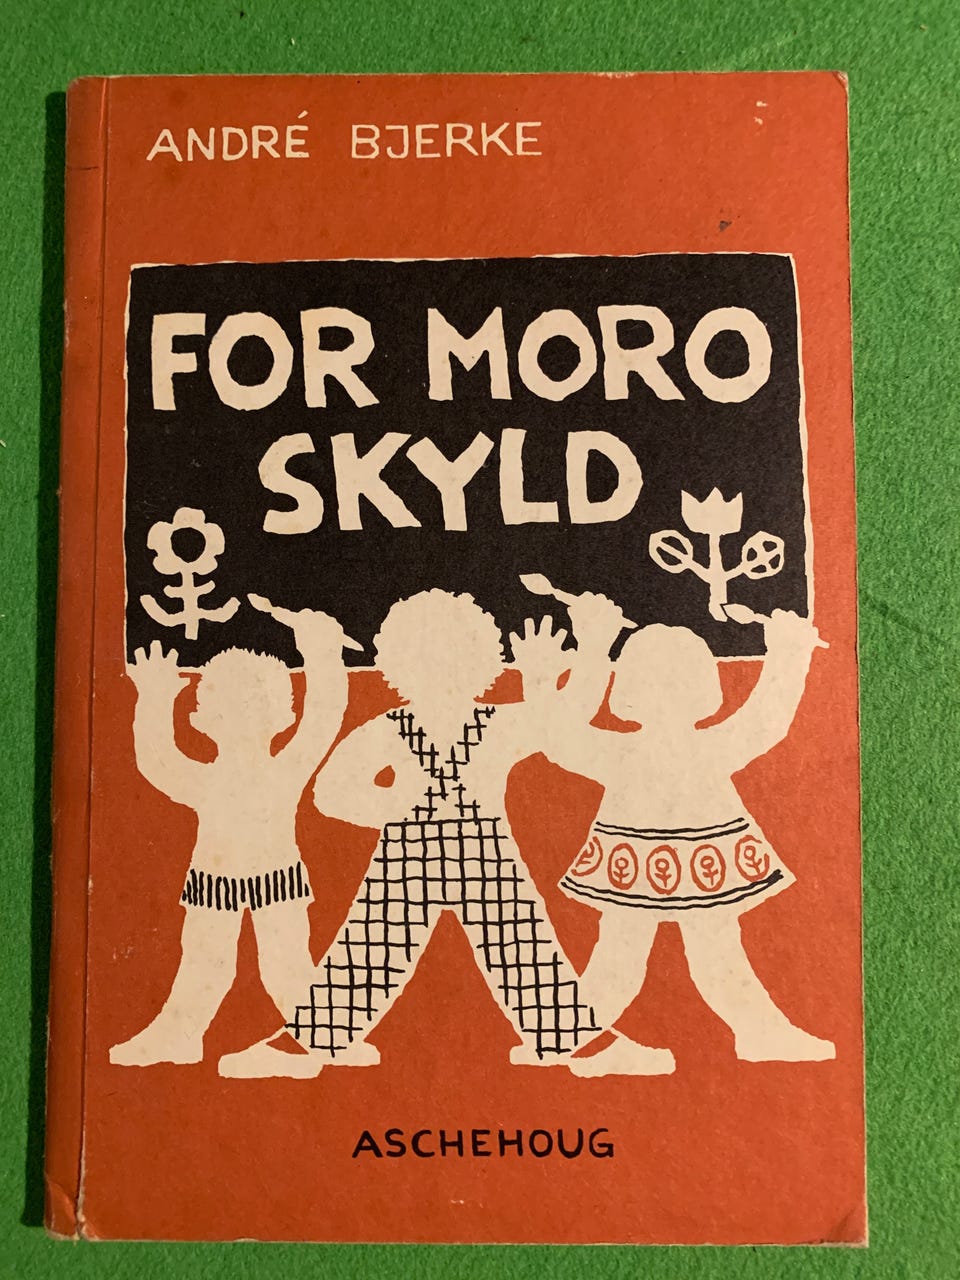 ANDRÉ BJERKE
FOR MORO
SKYLD
ASCHEHOUG